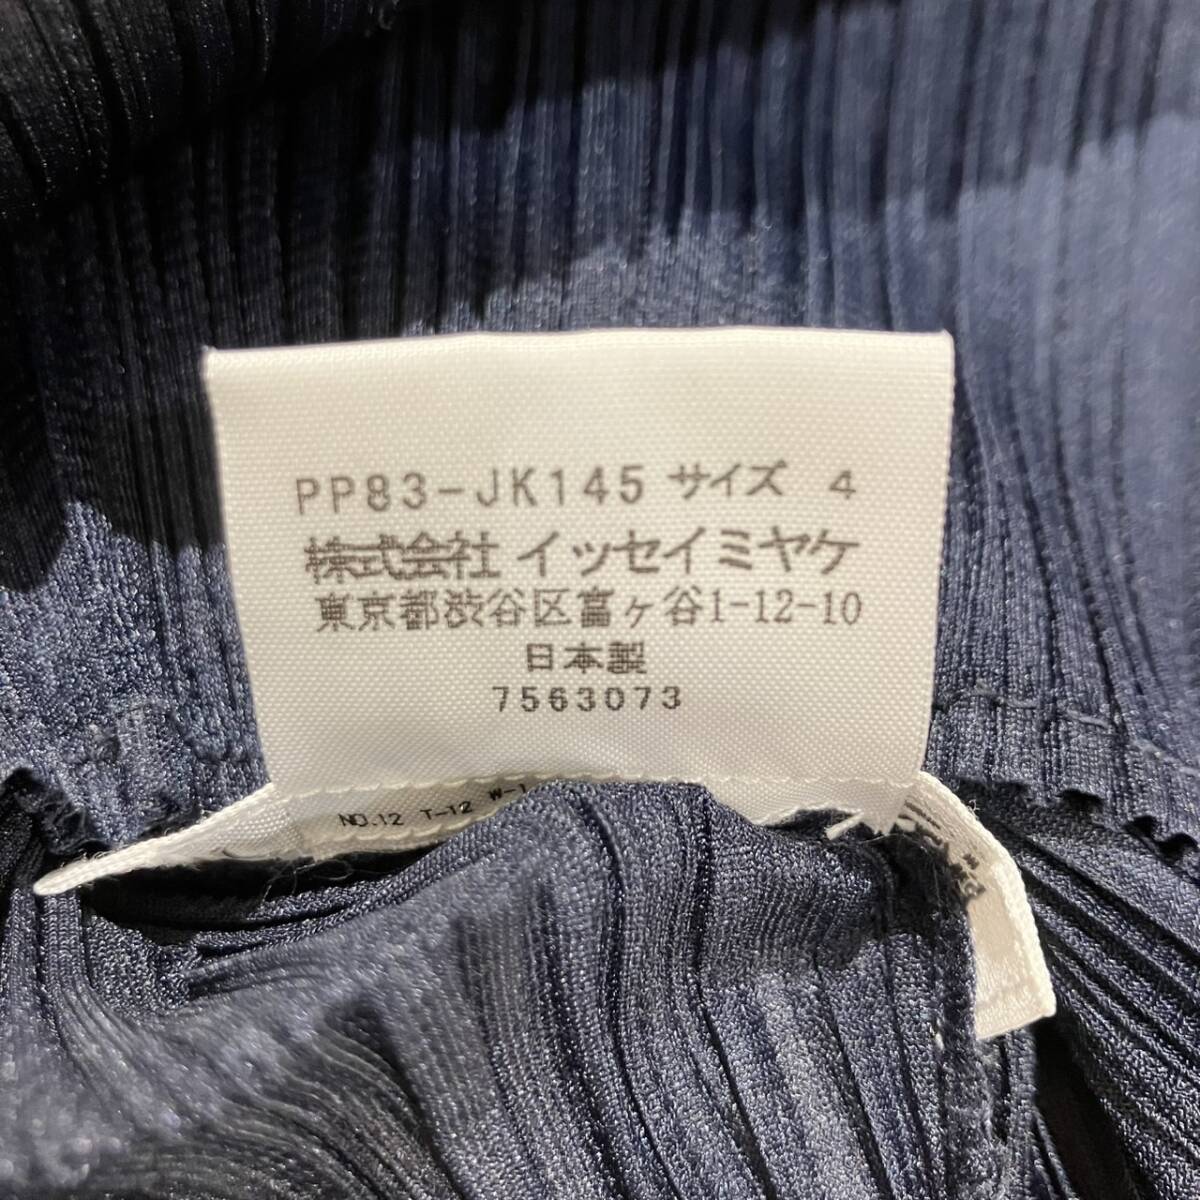 PP83-JK145 サイズ 4
株式会社 イッセイミヤケ
東京都渋谷区富ヶ谷1-12-10
日本製
7563073
NO.12 T-12 W-1